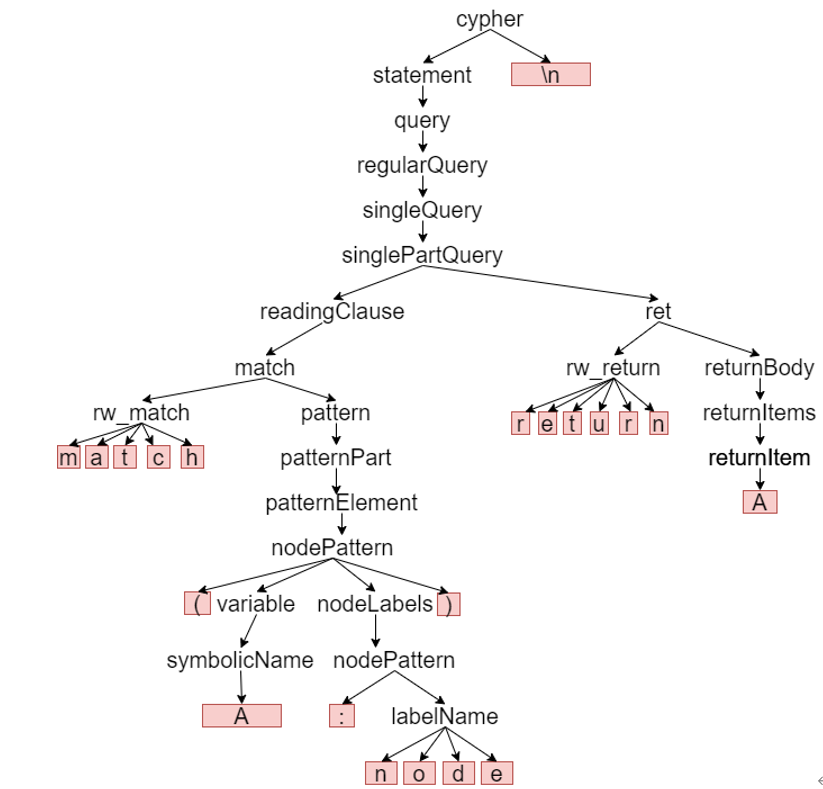 cypher
statement \n
query
regularQuery
singleQuery
singlePartQuery
readingClause ret
match rw_return returnBody
rw_match pattern r e t u r n returnItems
m a t c h patternPart returnItem
patternElement A
nodePattern
( variable nodeLabels )
symbolicName nodePattern
A : labelName
n o d e